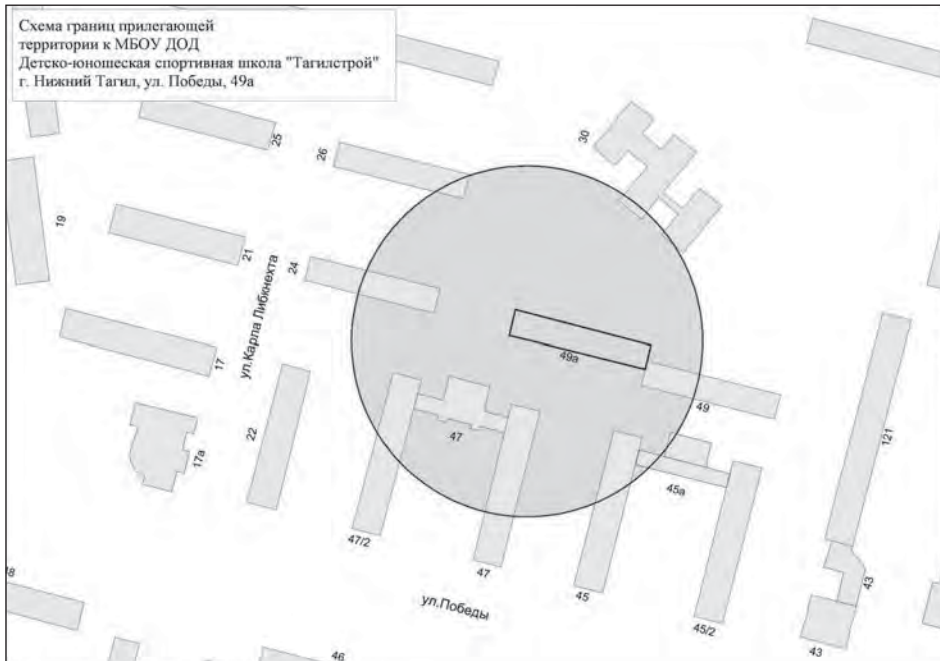 Схема границ прилегающей
территории к МБОУ ДОД
Детско-юношеская спортивная школа "Тагилстрой"
г. Нижний Тагил, ул. Победы, 49а
30
25
26
19
21
24
ул.Карла Либкнехта
17
49а
49
22
47
17а
121
45а
47/2
47
45
43
45/2
43
ул.Победы
46